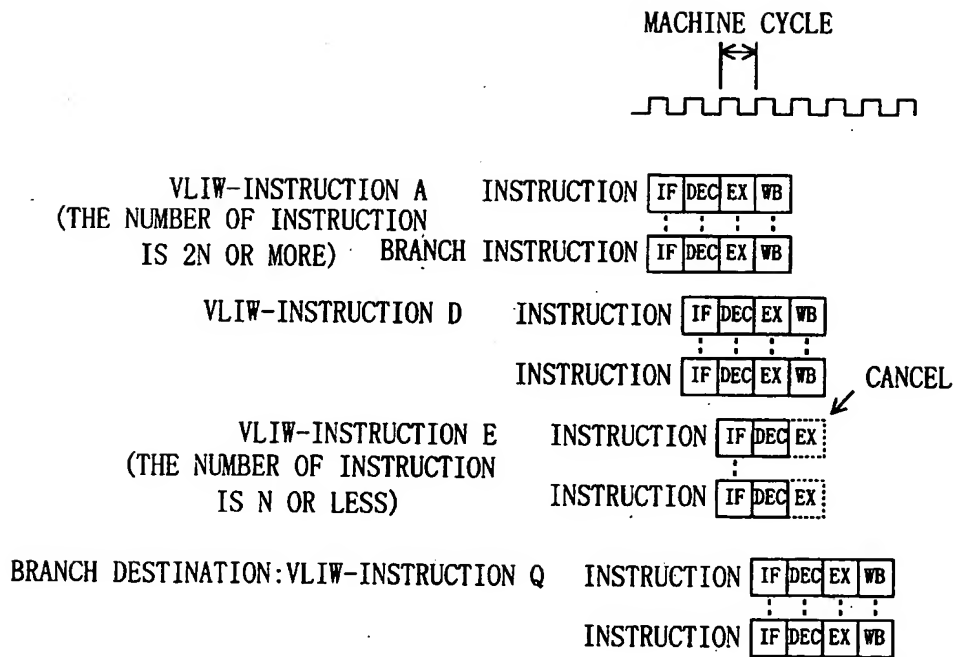 MACHINE CYCLE
VLIW-INSTRUCTION A INSTRUCTION IF DEC EX WB
(THE NUMBER OF INSTRUCTION
IS 2N OR MORE) BRANCH INSTRUCTION IF DEC EX WB
VLIW-INSTRUCTION D INSTRUCTION IF DEC EX WB
INSTRUCTION IF DEC EX WB
CANCEL
VLIW-INSTRUCTION E INSTRUCTION IF DEC EX
(THE NUMBER OF INSTRUCTION
IS N OR LESS) INSTRUCTION IF DEC EX
BRANCH DESTINATION:VLIW-INSTRUCTION Q INSTRUCTION IF DEC EX WB
INSTRUCTION IF DEC EX WB